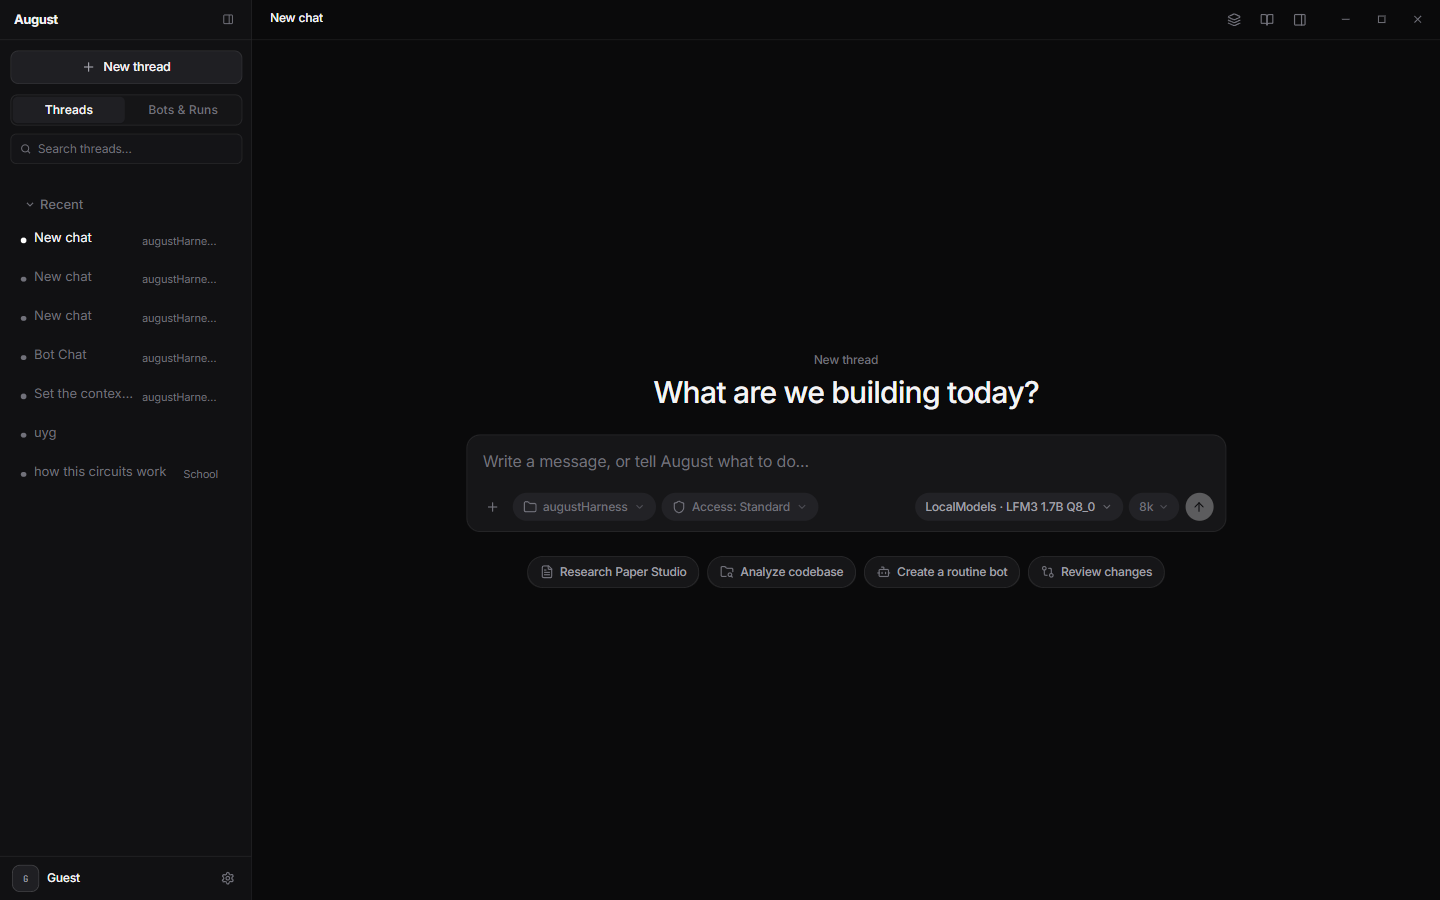 August
New chat
New thread
Threads
Bots & Runs
Search threads...
Recent
New chat augustHarne...
New chat augustHarne...
New chat augustHarne...
Bot Chat augustHarne...
Set the contex... augustHarne...
uyg
how this circuits work School
New thread
What are we building today?
Write a message, or tell August what to do...
augustHarness
Access: Standard
LocalModels · LFM3 1.7B Q8_0
8k
Research Paper Studio
Analyze codebase
Create a routine bot
Review changes
G
Guest